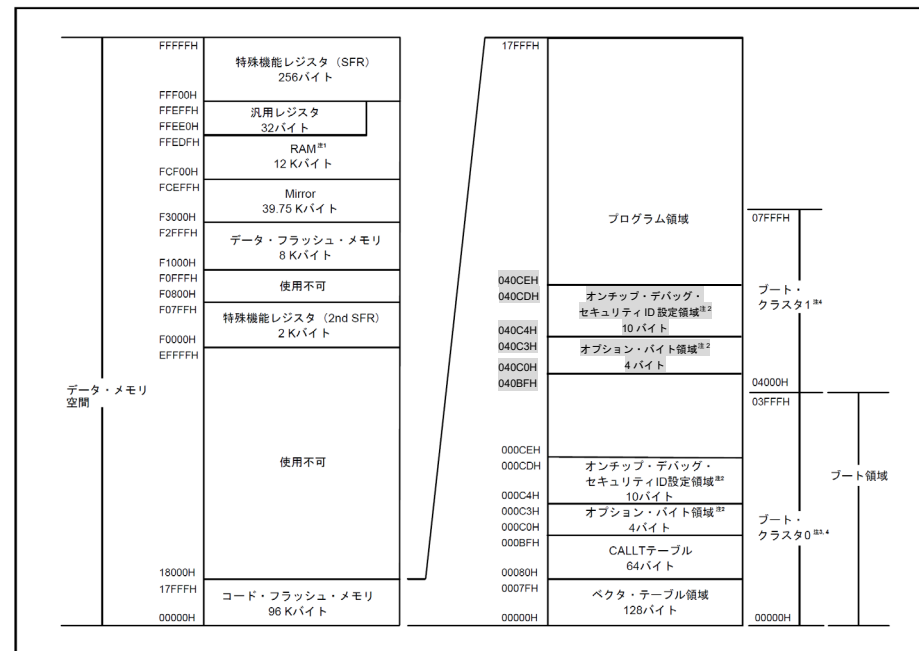 FFFFFH
特殊機能レジスタ（SFR）
256バイト
FFF00H
FFEFFH
汎用レジスタ
32バイト
FFEE0H
FFEDFH
RAM注1
12 Kバイト
FCF00H
FCEFFH
Mirror
39.75 Kバイト
F3000H
F2FFFH
データ・フラッシュ・メモリ
8 Kバイト
F1000H
F0FFFH
使用不可
F0800H
F07FFH
特殊機能レジスタ（2nd SFR）
2 Kバイト
F0000H
EFFFFH
データ・メモリ
空間
使用不可
18000H
17FFFH
コード・フラッシュ・メモリ
96 Kバイト
00000H
17FFFH
プログラム領域
040CEH
040CDH
オンチップ・デバッグ・
セキュリティID設定領域注2
10バイト
040C4H
040C3H
オプション・バイト領域注2
4バイト
040C0H
040BFH
000CEH
000CDH
オンチップ・デバッグ・
セキュリティID設定領域注2
10バイト
000C4H
000C3H
オプション・バイト領域注2
4バイト
000C0H
000BFH
CALLTテーブル
64バイト
00080H
0007FH
ベクタ・テーブル領域
128バイト
00000H
07FFFH
ブート・
クラスタ1注4
04000H
03FFFH
ブート領域
ブート・
クラスタ0注3, 4
00000H